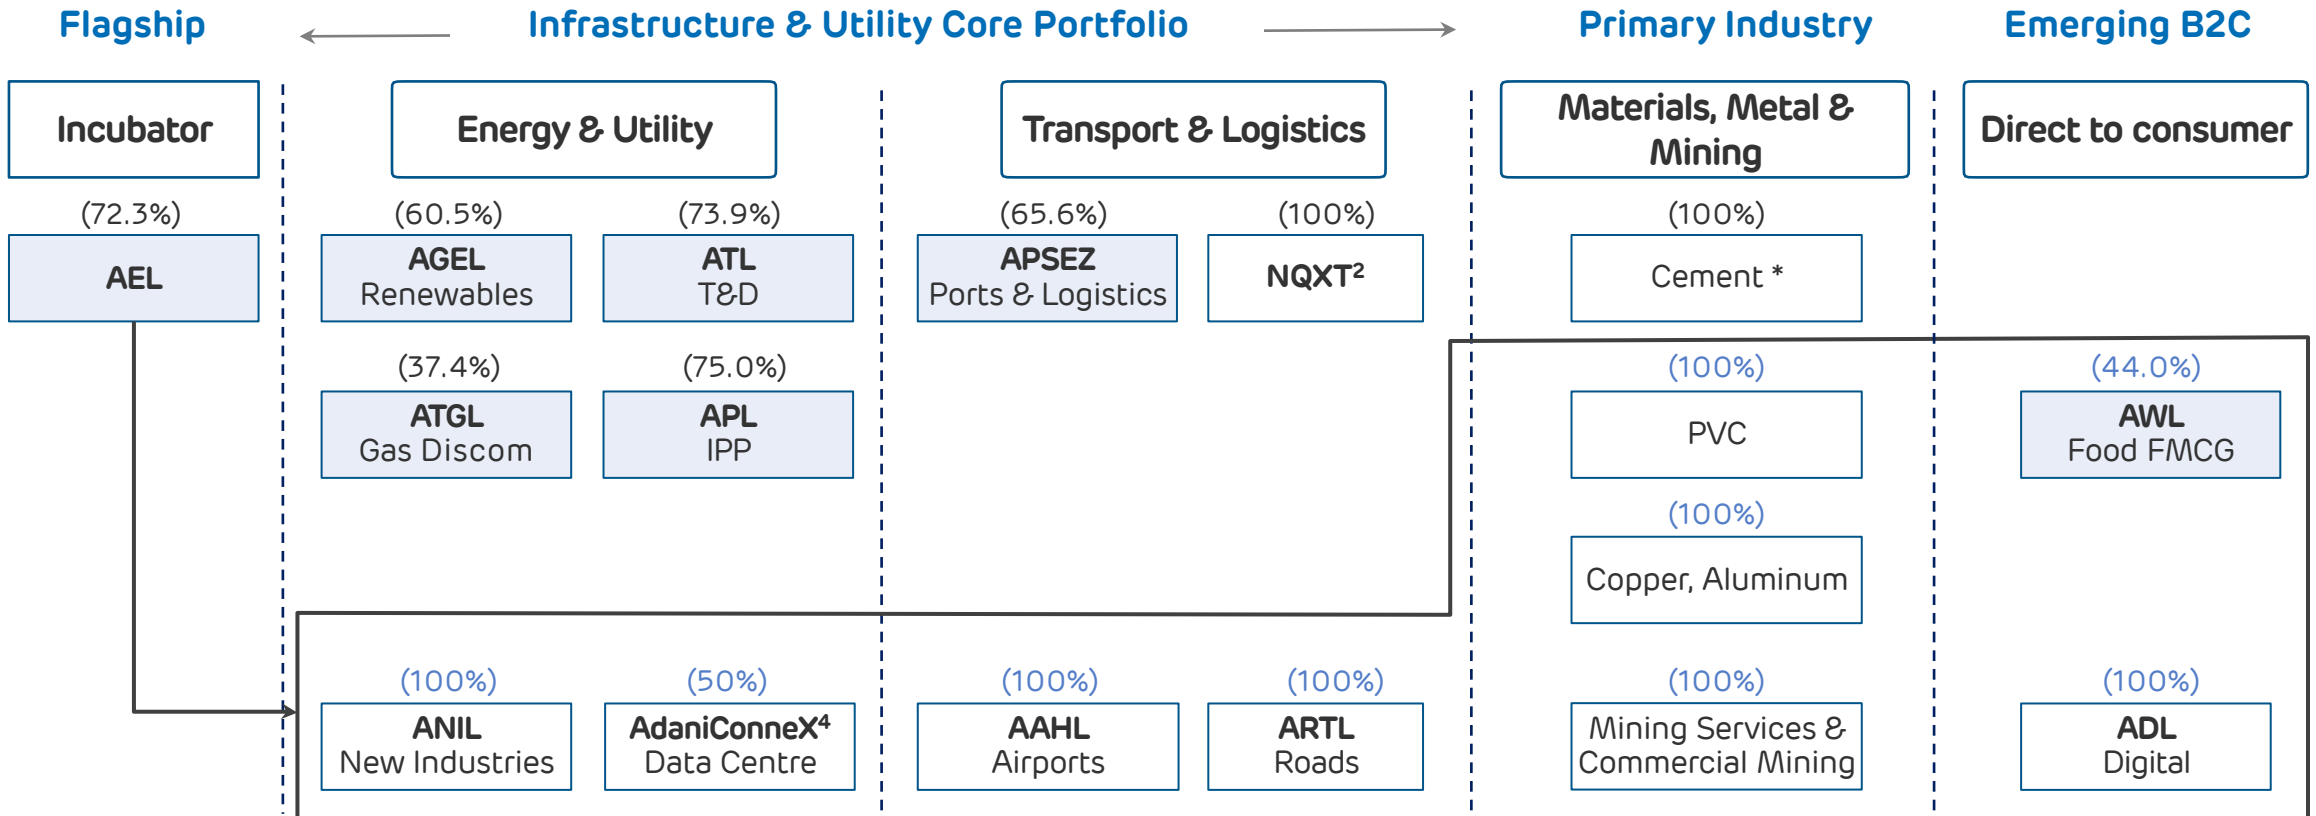 Flagship
Infrastructure & Utility Core Portfolio
Primary Industry
Emerging B2C
Incubator
Energy & Utility
Transport & Logistics
Materials, Metal &
Mining
Direct to consumer
(72.3%)
AEL
(60.5%)
AGEL
Renewables
(73.9%)
ATL
T&D
(65.6%)
APSEZ
Ports & Logistics
(100%)
NQXT²
(100%)
Cement *
(37.4%)
ATGL
Gas Discom
(75.0%)
APL
IPP
(100%)
PVC
(44.0%)
AWL
Food FMCG
(100%)
Copper, Aluminum
(100%)
ANIL
New Industries
(50%)
AdaniConneX⁴
Data Centre
(100%)
AAHL
Airports
(100%)
ARTL
Roads
(100%)
Mining Services &
Commercial Mining
(100%)
ADL
Digital